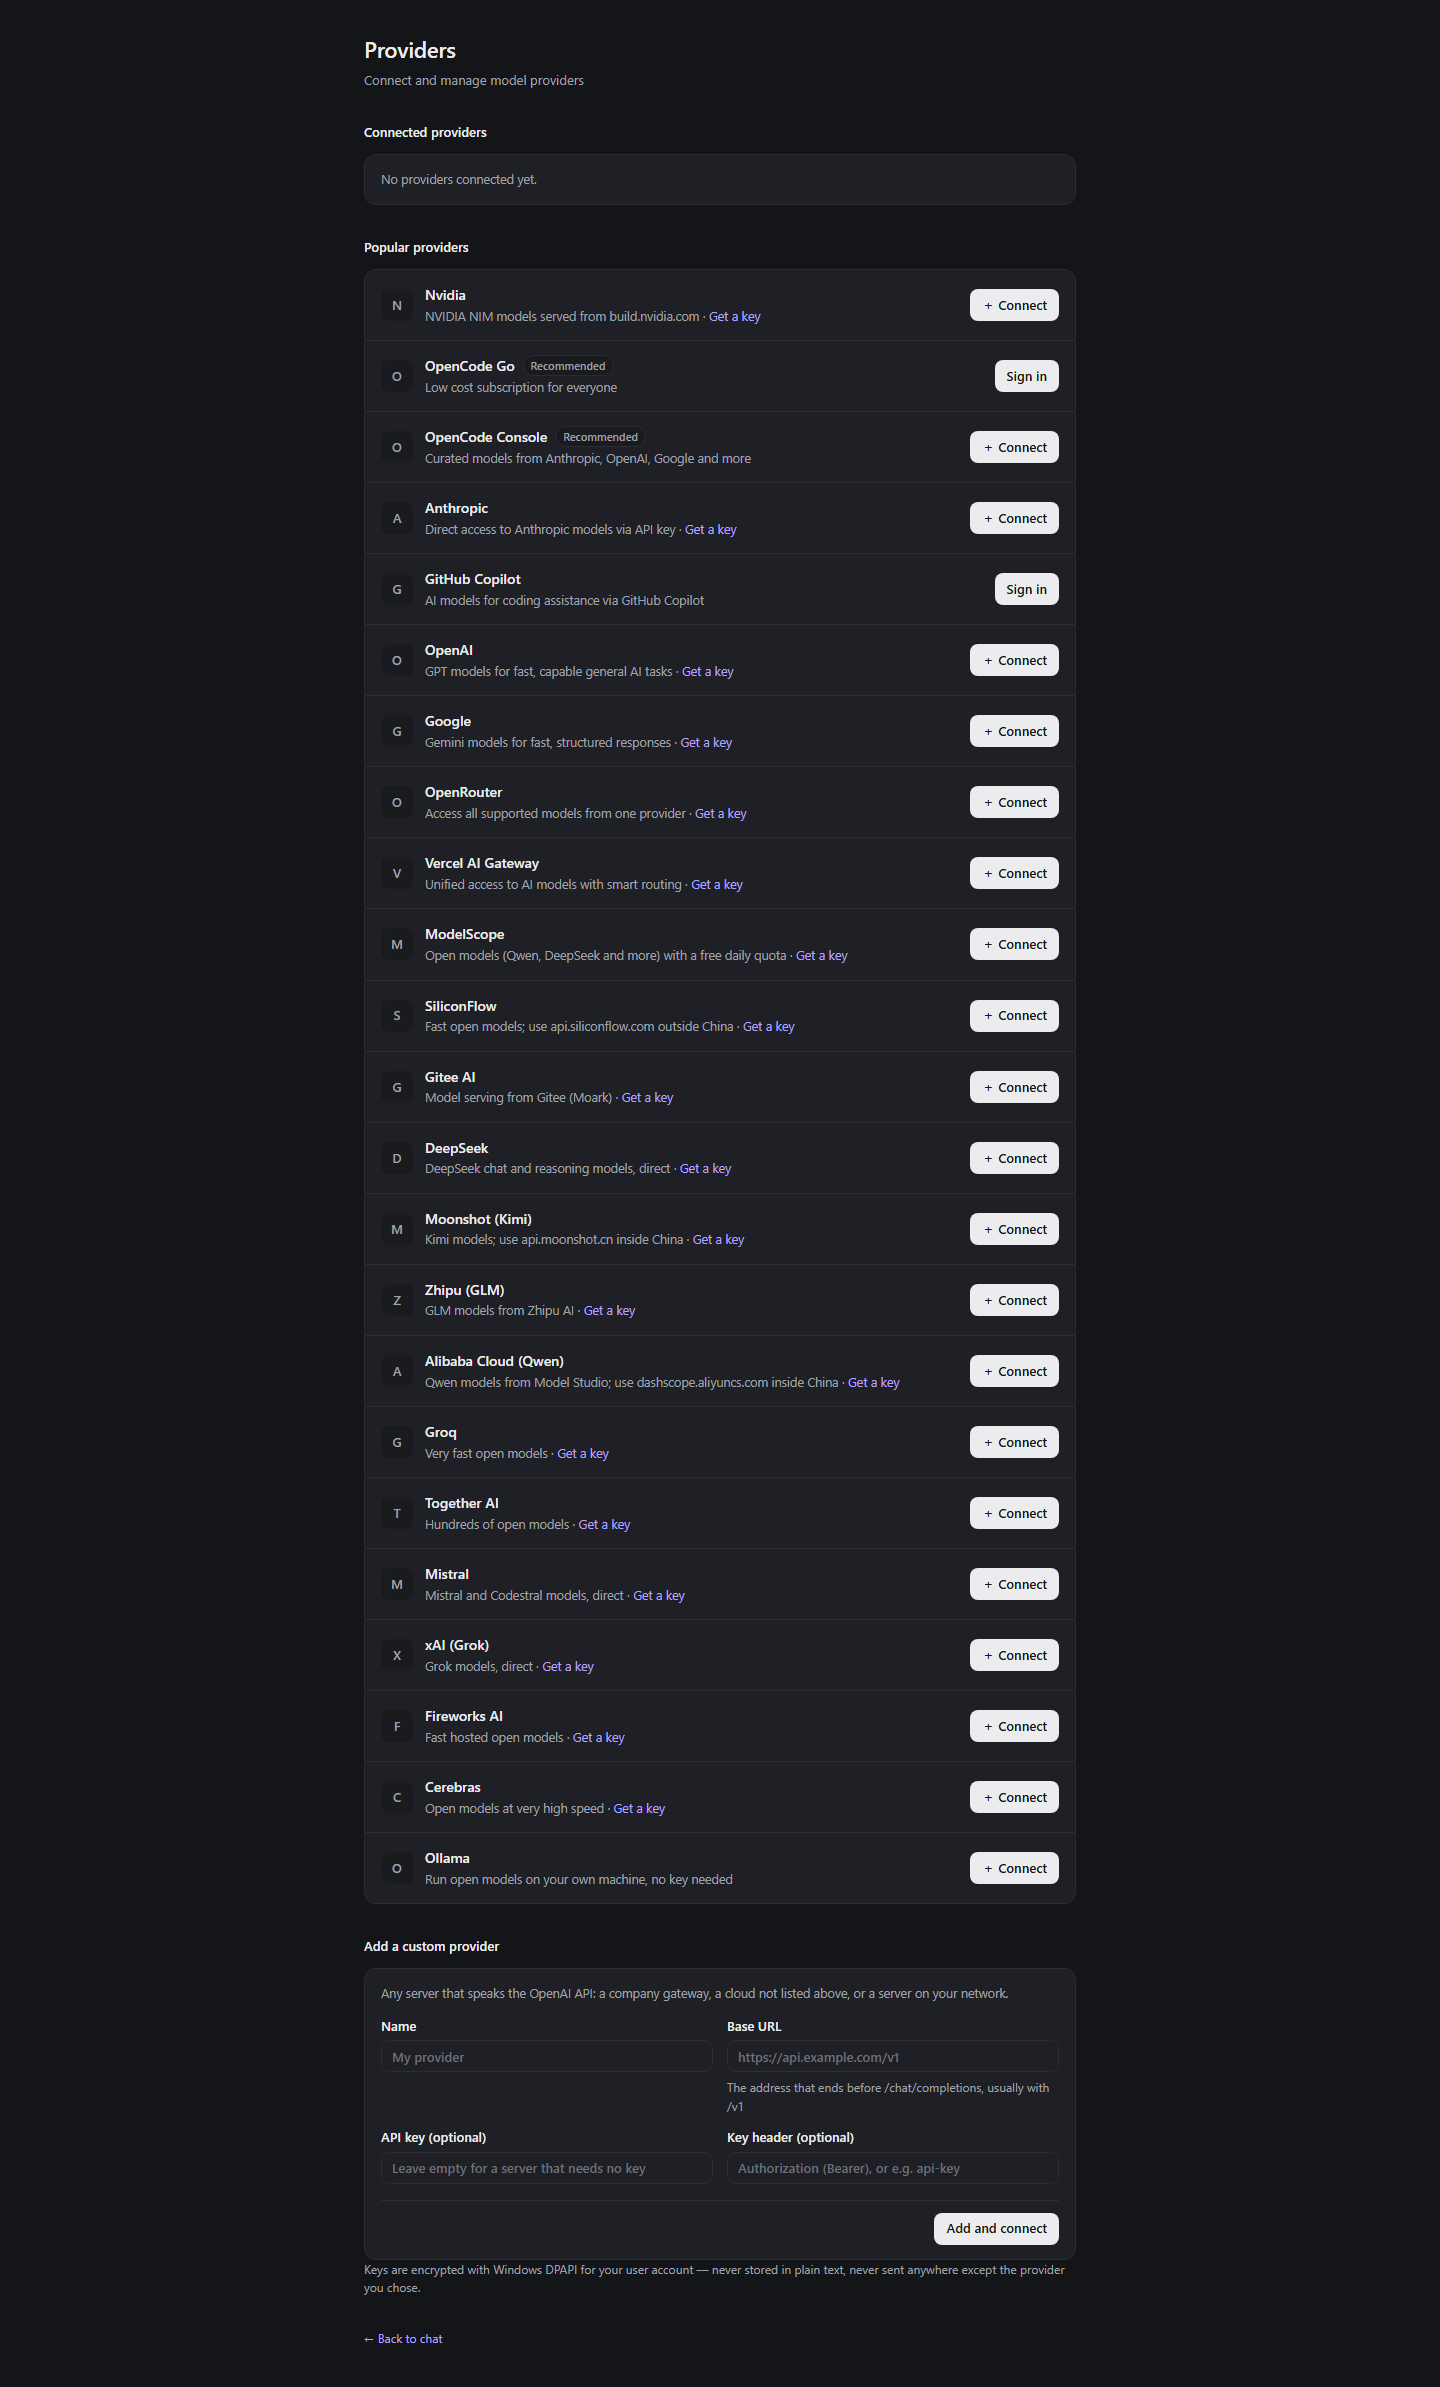 Providers
Connect and manage model providers
Connected providers
No providers connected yet.
Popular providers
N
Nvidia
NVIDIA NIM models served from build.nvidia.com · Get a key
+ Connect
O
OpenCode Go Recommended
Low cost subscription for everyone
Sign in
O
OpenCode Console Recommended
Curated models from Anthropic, OpenAI, Google and more
+ Connect
A
Anthropic
Direct access to Anthropic models via API key · Get a key
+ Connect
G
GitHub Copilot
AI models for coding assistance via GitHub Copilot
Sign in
O
OpenAI
GPT models for fast, capable general AI tasks · Get a key
+ Connect
G
Google
Gemini models for fast, structured responses · Get a key
+ Connect
O
OpenRouter
Access all supported models from one provider · Get a key
+ Connect
V
Vercel AI Gateway
Unified access to AI models with smart routing · Get a key
+ Connect
M
ModelScope
Open models (Qwen, DeepSeek and more) with a free daily quota · Get a key
+ Connect
S
SiliconFlow
Fast open models; use api.siliconflow.com outside China · Get a key
+ Connect
G
Gitee AI
Model serving from Gitee (Moark) · Get a key
+ Connect
D
DeepSeek
DeepSeek chat and reasoning models, direct · Get a key
+ Connect
M
Moonshot (Kimi)
Kimi models; use api.moonshot.cn inside China · Get a key
+ Connect
Z
Zhipu (GLM)
GLM models from Zhipu AI · Get a key
+ Connect
A
Alibaba Cloud (Qwen)
Qwen models from Model Studio; use dashscope.aliyuncs.com inside China · Get a key
+ Connect
G
Groq
Very fast open models · Get a key
+ Connect
T
Together AI
Hundreds of open models · Get a key
+ Connect
M
Mistral
Mistral and Codestral models, direct · Get a key
+ Connect
X
xAI (Grok)
Grok models, direct · Get a key
+ Connect
F
Fireworks AI
Fast hosted open models · Get a key
+ Connect
C
Cerebras
Open models at very high speed · Get a key
+ Connect
O
Ollama
Run open models on your own machine, no key needed
+ Connect
Add a custom provider
Any server that speaks the OpenAI API: a company gateway, a cloud not listed above, or a server on your network.
Name
My provider
Base URL
https://api.example.com/v1
The address that ends before /chat/completions, usually with
/v1
API key (optional)
Leave empty for a server that needs no key
Key header (optional)
Authorization (Bearer), or e.g. api-key
Add and connect
Keys are encrypted with Windows DPAPI for your user account — never stored in plain text, never sent anywhere except the provider
you chose.
← Back to chat